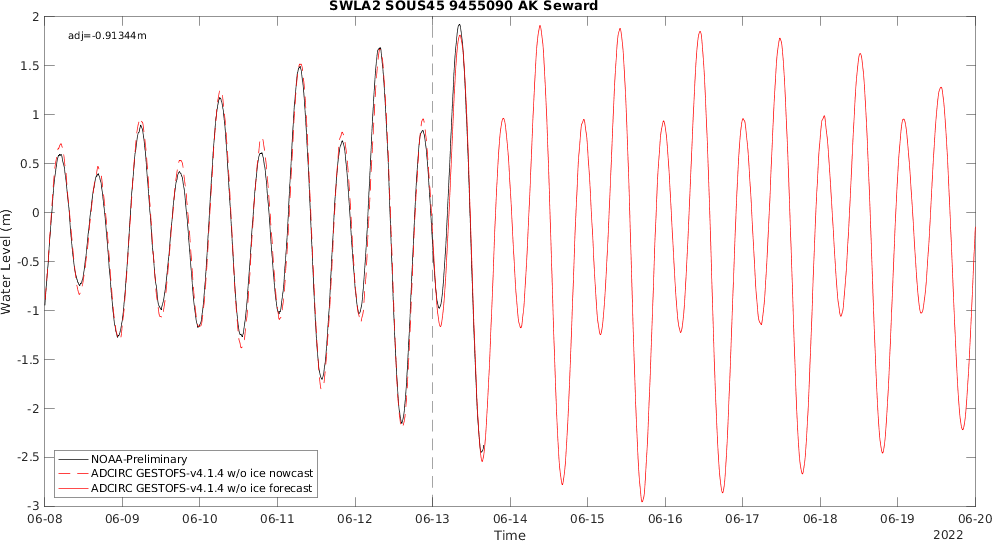 SWLA2 SOUS45 9455090 AK Seward
adj=-0.91344m
2
1.5
1
0.5
0
-0.5
-1
-1.5
-2
-2.5
-3
Water Level (m)
NOAA-Preliminary
ADCIRC GESTOFS-v4.1.4 w/o ice nowcast
ADCIRC GESTOFS-v4.1.4 w/o ice forecast
06-08 06-09 06-10 06-11 06-12 06-13 06-14 06-15 06-16 06-17 06-18 06-19 06-20
Time
2022